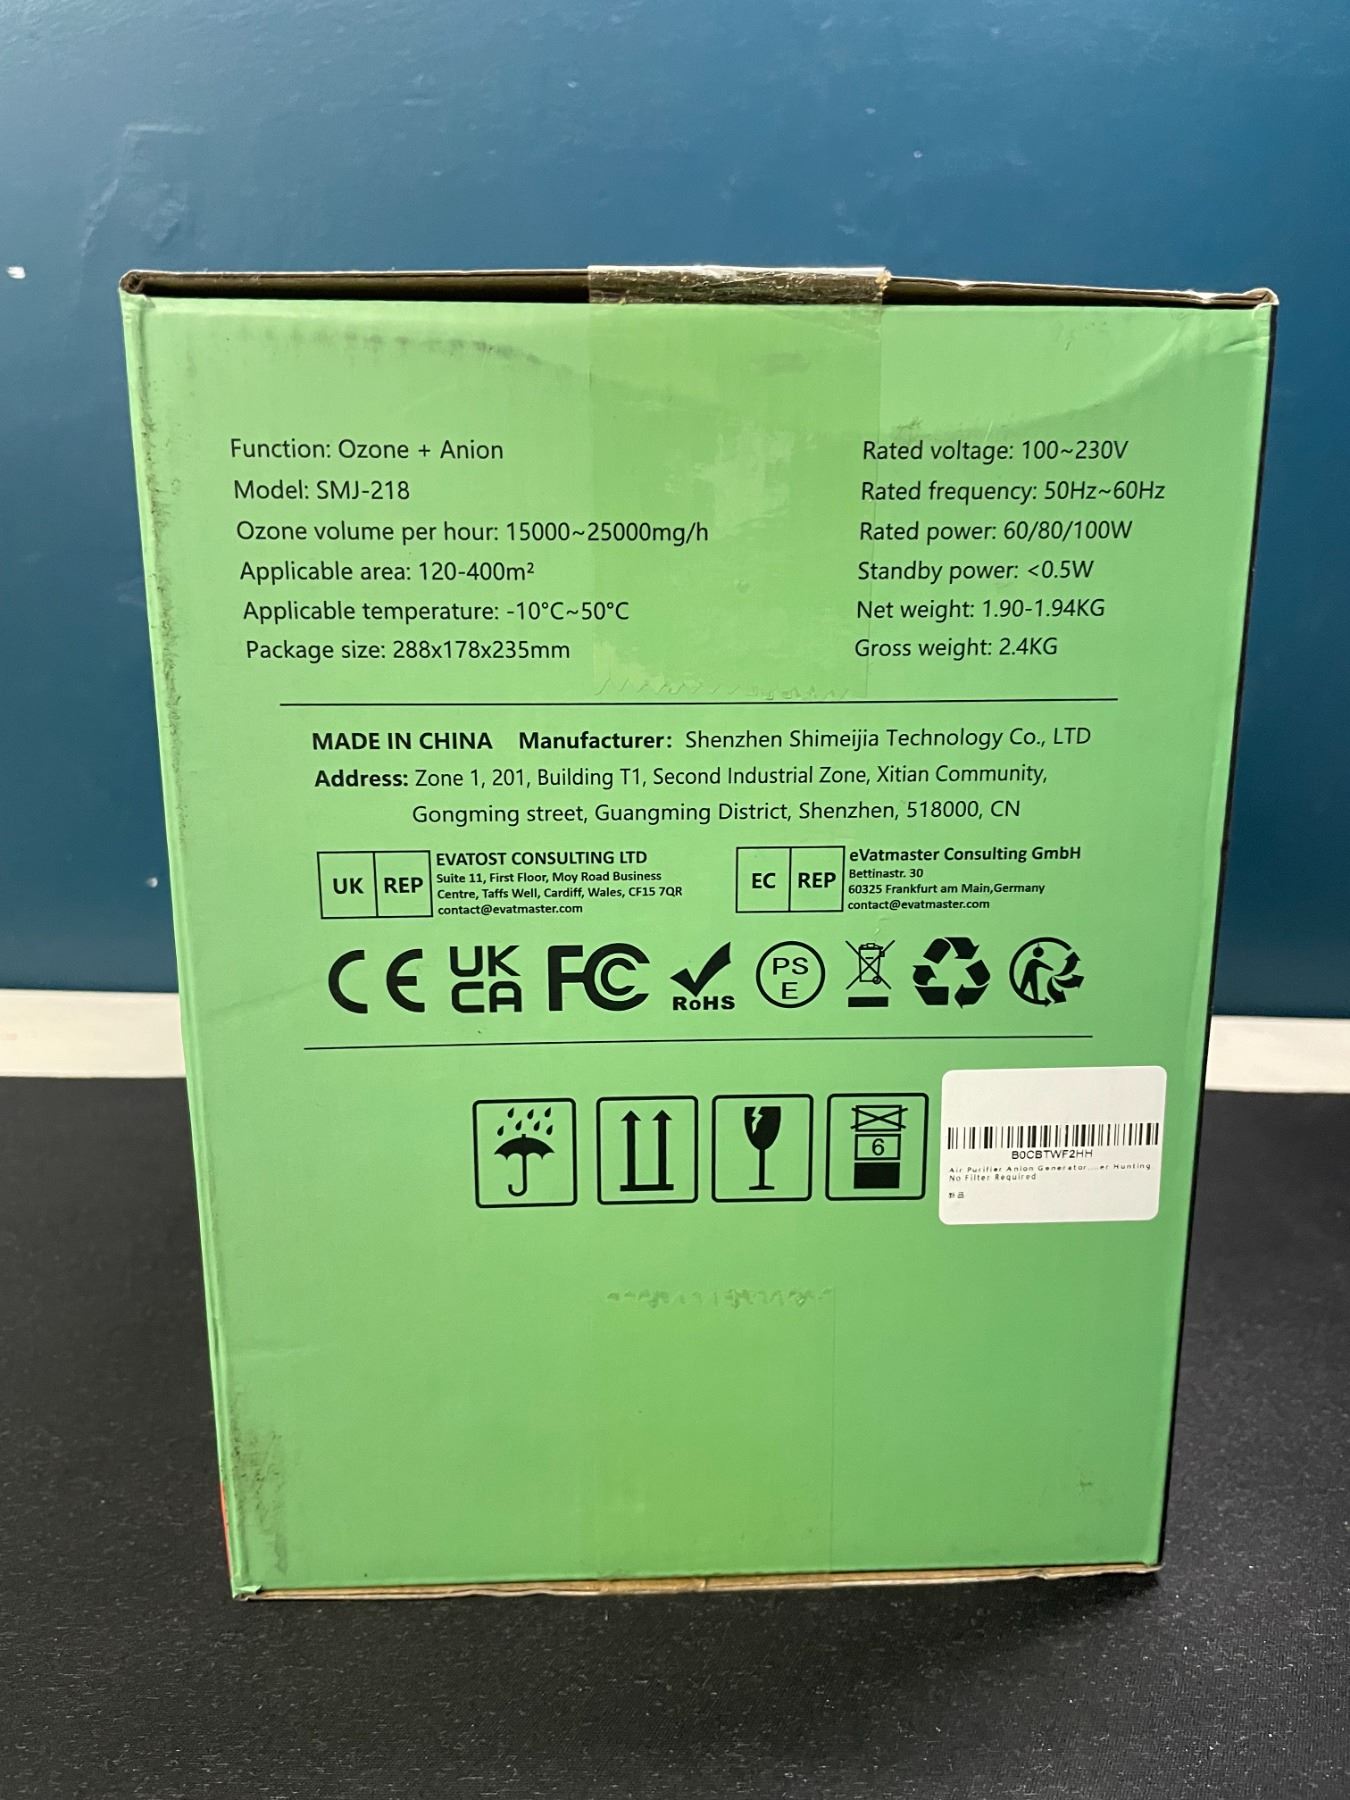 Function: Ozone + Anion
Model: SMJ-218
Ozone volume per hour: 15000~25000mg/h
Applicable area: 120-400m²
Applicable temperature: -10°C~50°C
Package size: 288x178x235mm
Rated voltage: 100~230V
Rated frequency: 50Hz~60Hz
Rated power: 60/80/100W
Standby power: <0.5W
Net weight: 1.90-1.94KG
Gross weight: 2.4KG
MADE IN CHINA Manufacturer: Shenzhen Shimeijia Technology Co., LTD
Address: Zone 1, 201, Building T1, Second Industrial Zone, Xitian Community,
Gongming street, Guangming District, Shenzhen, 518000, CN
UK REP
EVATOST CONSULTING LTD
Suite 11, First Floor, Moy Road Business
Centre, Taffs Well, Cardiff, Wales, CF15 7QR
contact@evatmaster.com
EC REP
eVatmaster Consulting GmbH
Bettinastr. 30
60325 Frankfurt am Main,Germany
contact@evatmaster.com
CE UK CA FC RoHS PS E
6
B0CBTWF2HH
Air Purifier Anion Generator....er Hunting,
No Filter Required
新品